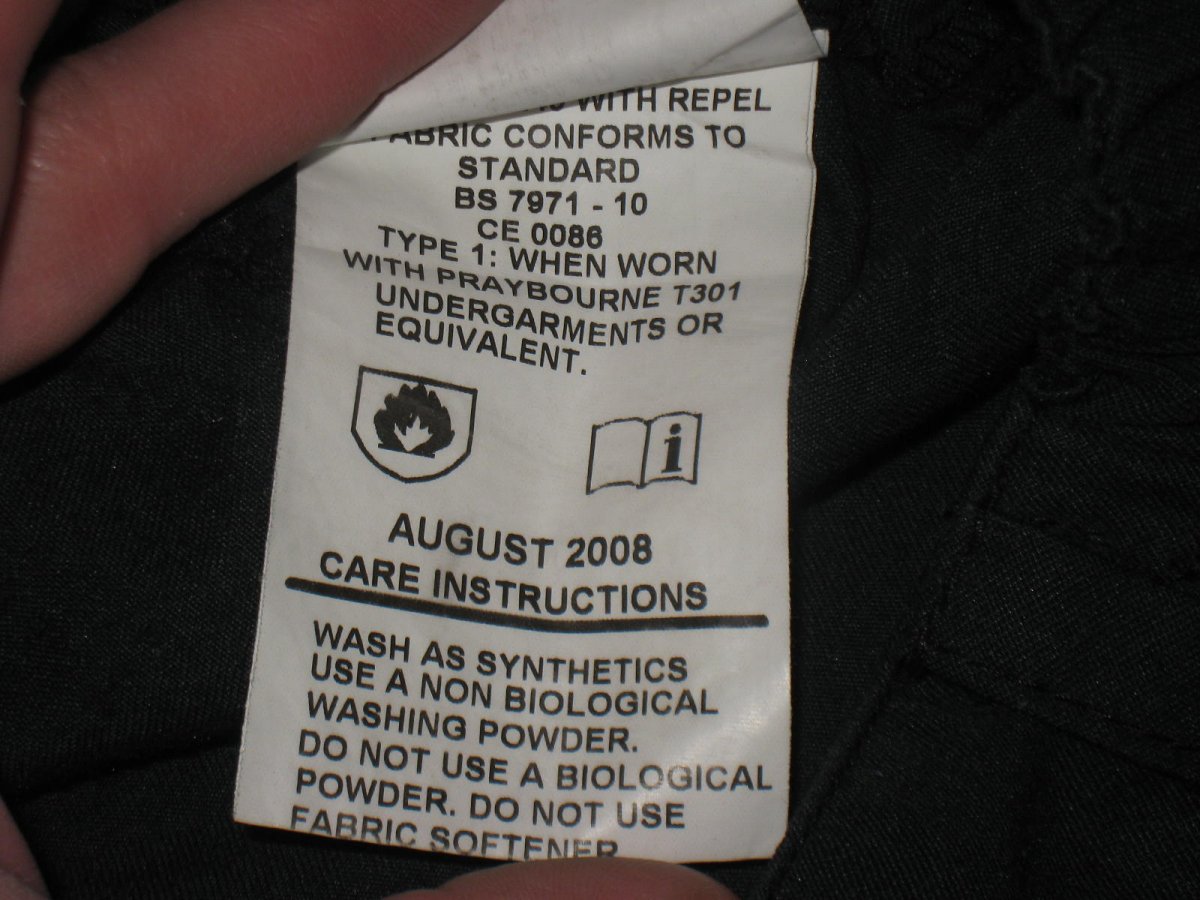 WITH REPEL
FABRIC CONFORMS TO
STANDARD
BS 7971 - 10
CE 0086
TYPE 1: WHEN WORN
WITH PRAYBOURNE T301
UNDERGARMENTS OR
EQUIVALENT.
i
AUGUST 2008
CARE INSTRUCTIONS
WASH AS SYNTHETICS
USE A NON BIOLOGICAL
WASHING POWDER.
DO NOT USE A BIOLOGICAL
POWDER. DO NOT USE
FABRIC SOFTENER